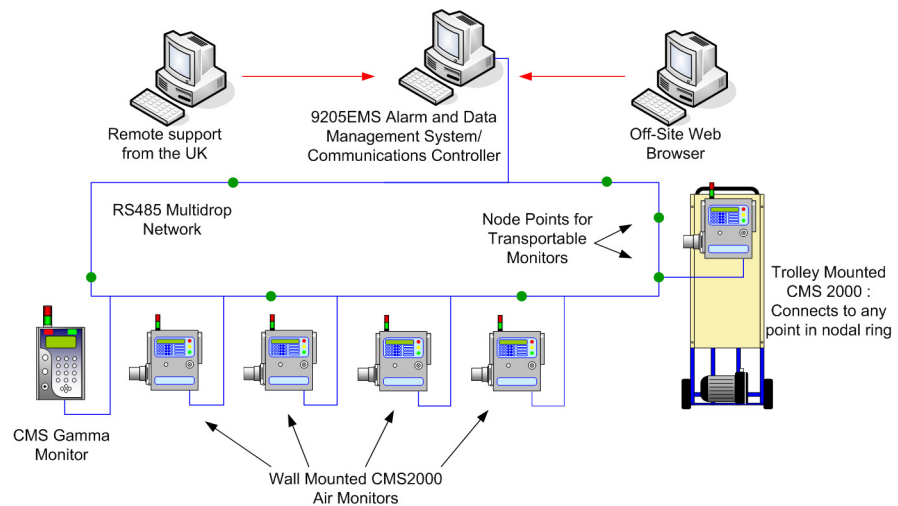 Remote support
from the UK
9205EMS Alarm and Data
Management System/
Communications Controller
Off-Site Web
Browser
RS485 Multidrop
Network
Node Points for
Transportable
Monitors
Trolley Mounted
CMS 2000 :
Connects to any
point in nodal ring
CMS Gamma
Monitor
Wall Mounted CMS2000
Air Monitors